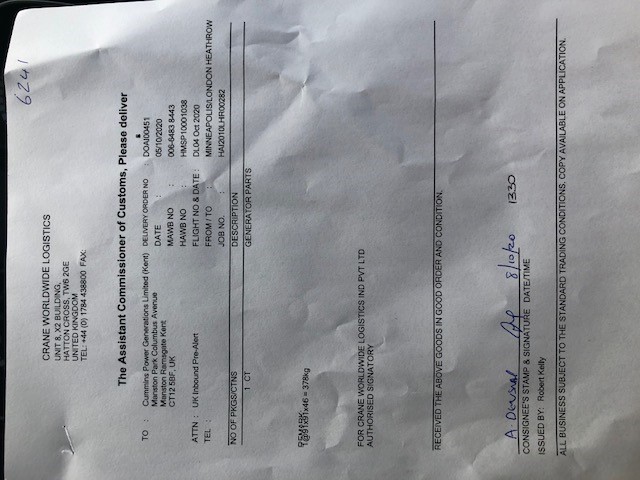 6241
CRANE WORLDWIDE LOGISTICS
UNIT 8, X2 BUILDING,
HATTON CROSS, TW6 2GE
UNITED KINGDOM
TEL: +44 (0) 1784 438800 FAX:
The Assistant Commissioner of Customs, Please deliver
TO : Cummins Power Generations Limited (Kent)
Manston Park Columbus Avenue
Manston Ramsgate Kent
CT12 5BF, UK
ATTN : UK Inbound Pre-Alert
TEL :
DELIVERY ORDER NO : DOAI00451
DATE : 05/10/2020
MAWB NO : 006-6483 8443
HAWB NO : HMSP10001038
FLIGHT NO & DATE : DL04 Oct 2020
FROM / TO : MINNEAPOLIS/LONDON HEATHROW
JOB NO. : HAI2010LHR00282
NO OF PKGS/CTNS DESCRIPTION
1 CT GENERATOR PARTS
REMARK
1@91x91x46 = 378kg
FOR CRANE WORLDWIDE LOGISTICS IND PVT LTD
AUTHORISED SIGNATORY
RECEIVED THE ABOVE GOODS IN GOOD ORDER AND CONDITION.
8/10/20 1330
CONSIGNEE'S STAMP & SIGNATURE DATE/TIME
ISSUED BY: Robert Kelly
ALL BUSINESS SUBJECT TO THE STANDARD TRADING CONDITIONS, COPY AVAILABLE ON APPLICATION.